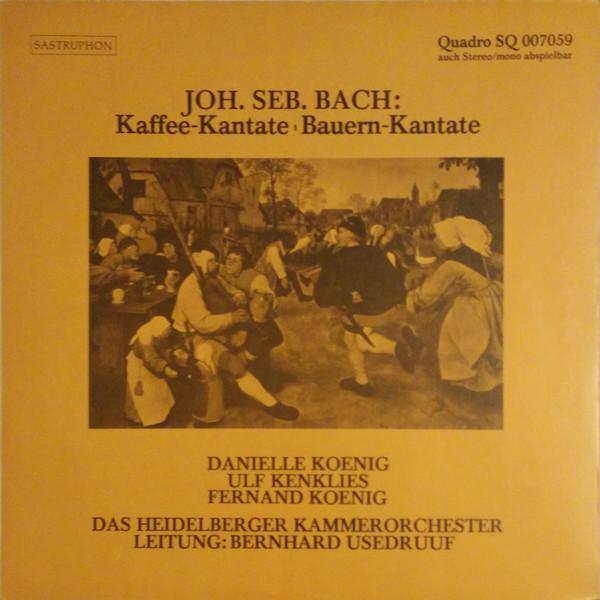 SASTRUPHON
Quadro SQ 007059
auch Stereo/mono abspielbar
JOH. SEB. BACH:
Kaffee-Kantate · Bauern-Kantate
DANIELLE KOENIG
ULF KENKLIES
FERNAND KOENIG
DAS HEIDELBERGER KAMMERORCHESTER
LEITUNG: BERNHARD USEDRUUF